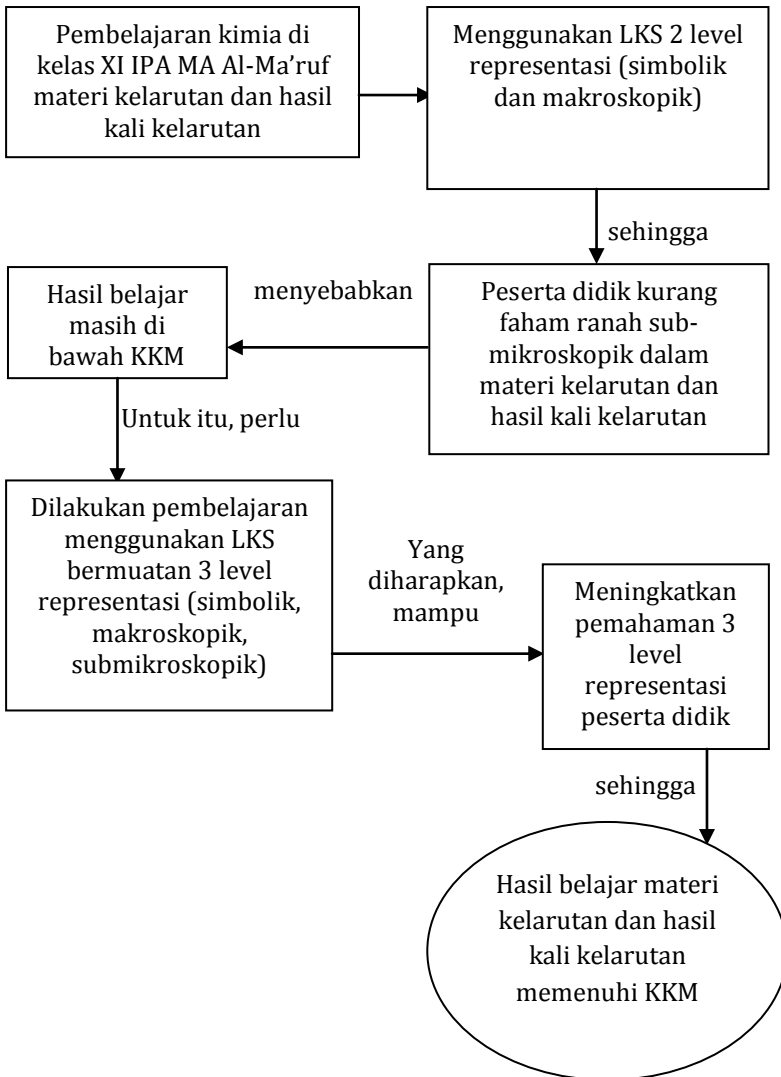 Pembelajaran kimia di
kelas XI IPA MA Al-Ma’ruf
materi kelarutan dan hasil
kali kelarutan
Menggunakan LKS 2 level
representasi (simbolik
dan makroskopik)
sehingga
Peserta didik kurang
faham ranah sub-
mikroskopik dalam
materi kelarutan dan
hasil kali kelarutan
menyebabkan
Hasil belajar
masih di
bawah KKM
Untuk itu, perlu
Dilakukan pembelajaran
menggunakan LKS
bermuatan 3 level
representasi (simbolik,
makroskopik,
submikroskopik)
Yang
diharapkan,
mampu
Meningkatkan
pemahaman 3
level
representasi
peserta didik
sehingga
Hasil belajar materi
kelarutan dan hasil
kali kelarutan
memenuhi KKM